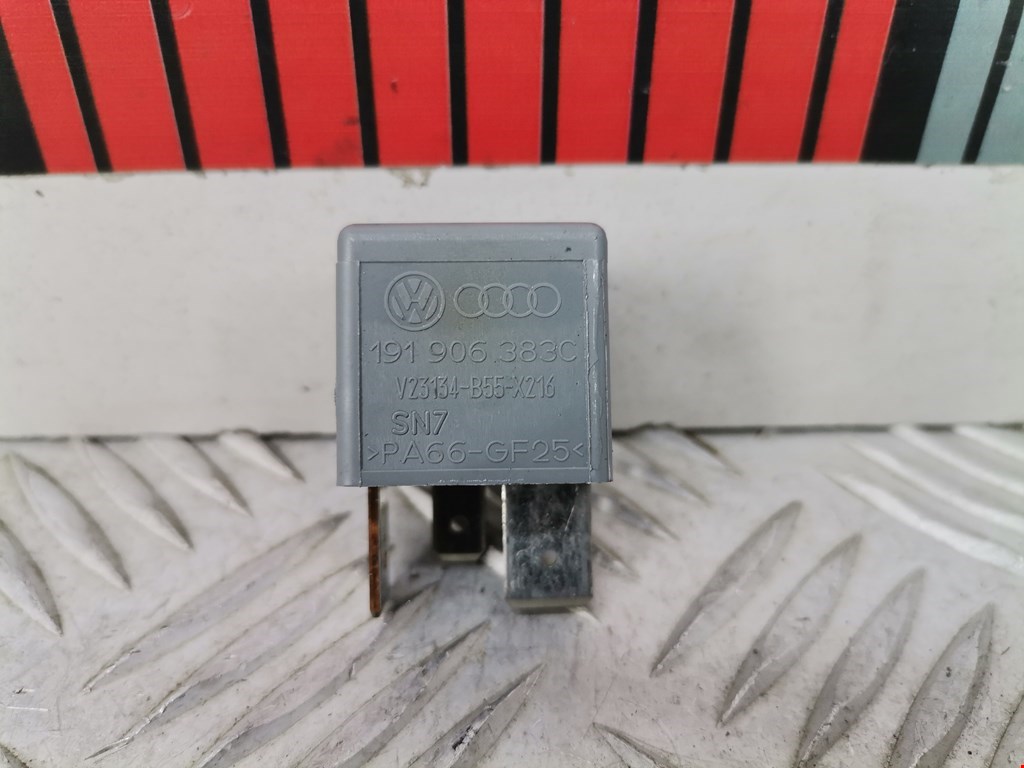 191 906.383C
V23134-B55-X216
SN7
>PA66-GF25<